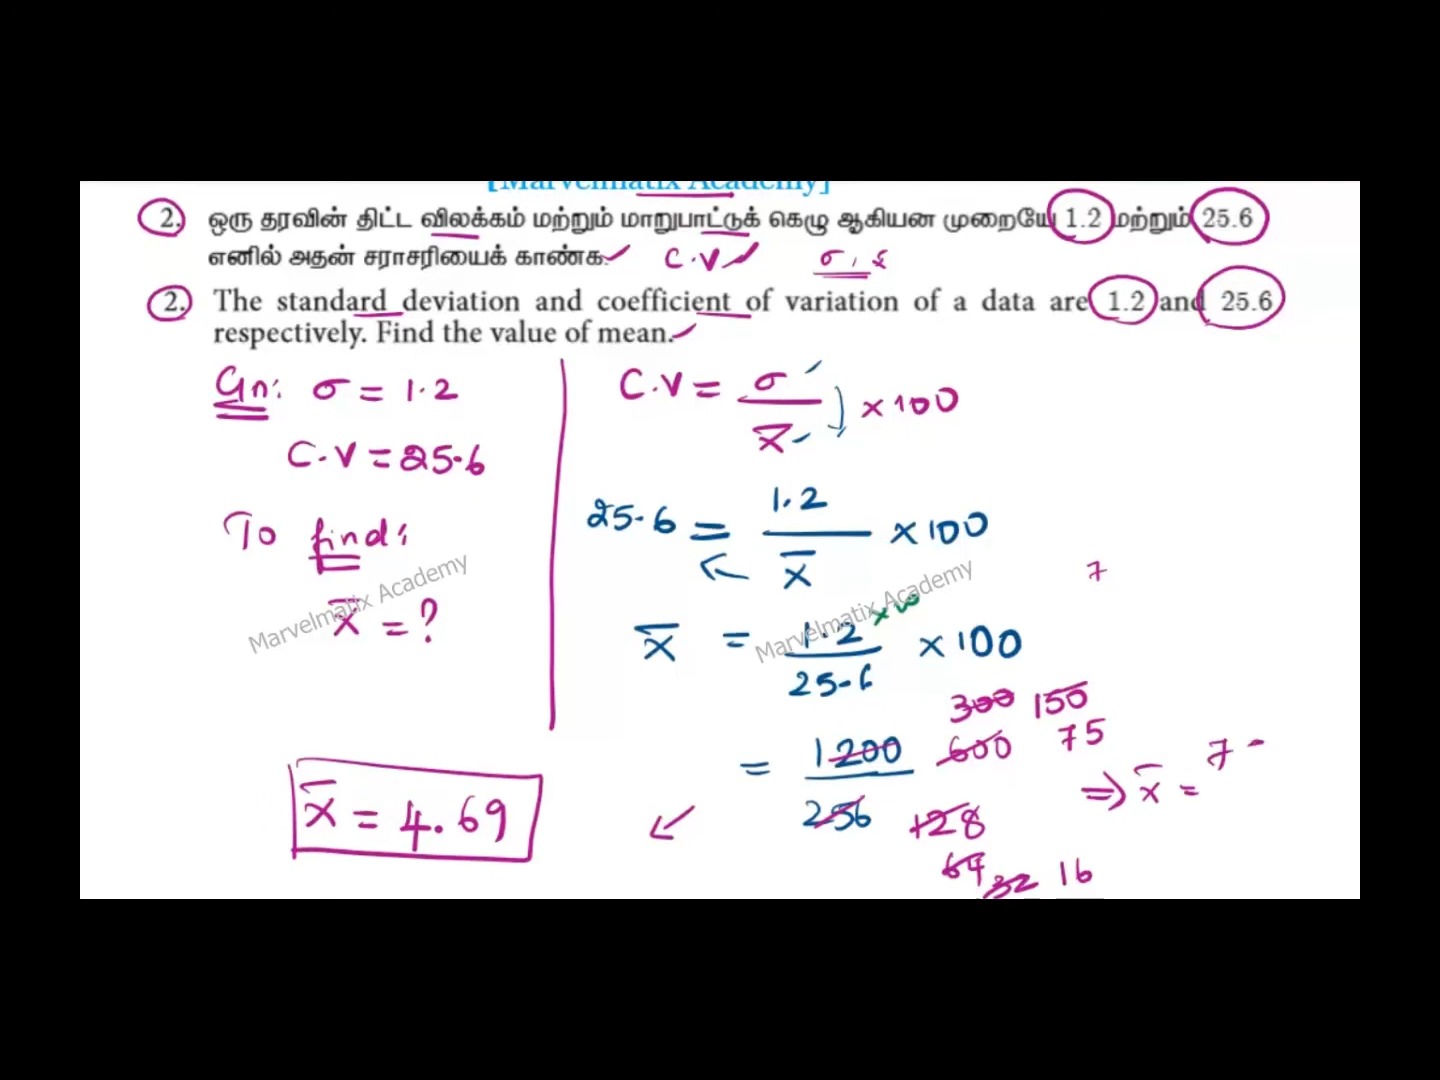 [Marvelmatix Academy]
2. ஒரு தரவின் திட்ட விலக்கம் மற்றும் மாறுபாட்டுக் கெழு ஆகியன முறையே 1.2 மற்றும் 25.6
எனில் அதன் சராசரியைக் காண்க. C.V
2. The standard deviation and coefficient of variation of a data are 1.2 and 25.6
respectively. Find the value of mean.
Gn: σ = 1.2
C.V = 25.6
To find:
x̄ = ?
C.V = σ / x̄ × 100
25.6 = 1.2 / x̄ × 100
x̄ = 1.2 / 25.6 × 100
7
= 1200 / 256
300 150
600 75
128
64 32 16
⇒ x̄ = 7
x̄ = 4.69
Marvelmatix Academy
Marvelmatix Academy